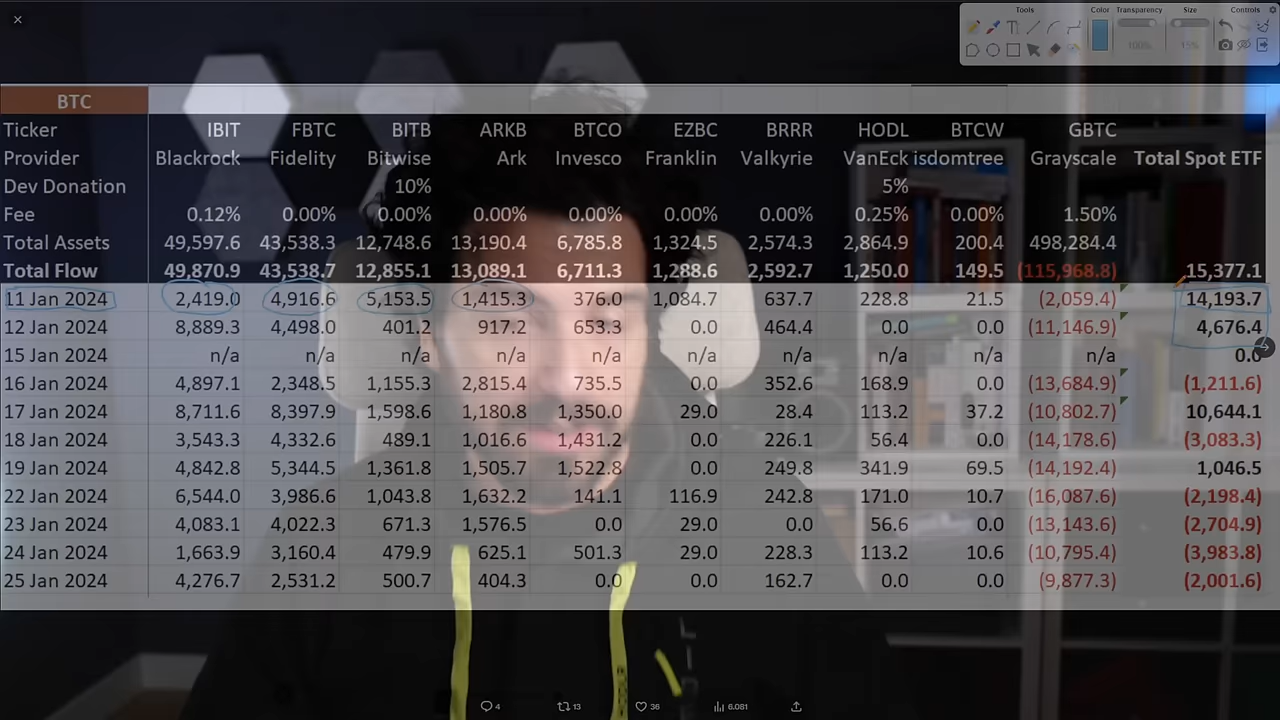 Tools Color Transparency Size Controls
100% 15%
BTC
Ticker IBIT FBTC BITB ARKB BTCO EZBC BRRR HODL BTCW GBTC
Provider Blackrock Fidelity Bitwise Ark Invesco Franklin Valkyrie VanEck isdomtree Grayscale Total Spot ETF
Dev Donation 10% 5%
Fee 0.12% 0.00% 0.00% 0.00% 0.00% 0.00% 0.00% 0.25% 0.00% 1.50%
Total Assets 49,597.6 43,538.3 12,748.6 13,190.4 6,785.8 1,324.5 2,574.3 2,864.9 200.4 498,284.4
Total Flow 49,870.9 43,538.7 12,855.1 13,089.1 6,711.3 1,288.6 2,592.7 1,250.0 149.5 (115,968.8) 15,377.1
11 Jan 2024 2,419.0 4,916.6 5,153.5 1,415.3 376.0 1,084.7 637.7 228.8 21.5 (2,059.4) 14,193.7
12 Jan 2024 8,889.3 4,498.0 401.2 917.2 653.3 0.0 464.4 0.0 0.0 (11,146.9) 4,676.4
15 Jan 2024 n/a n/a n/a n/a n/a n/a n/a n/a n/a n/a 0.0
16 Jan 2024 4,897.1 2,348.5 1,155.3 2,815.4 735.5 0.0 352.6 168.9 0.0 (13,684.9) (1,211.6)
17 Jan 2024 8,711.6 8,397.9 1,598.6 1,180.8 1,350.0 29.0 28.4 113.2 37.2 (10,802.7) 10,644.1
18 Jan 2024 3,543.3 4,332.6 489.1 1,016.6 1,431.2 0.0 226.1 56.4 0.0 (14,178.6) (3,083.3)
19 Jan 2024 4,842.8 5,344.5 1,361.8 1,505.7 1,522.8 0.0 249.8 341.9 69.5 (14,192.4) 1,046.5
22 Jan 2024 6,544.0 3,986.6 1,043.8 1,632.2 141.1 116.9 242.8 171.0 10.7 (16,087.6) (2,198.4)
23 Jan 2024 4,083.1 4,022.3 671.3 1,576.5 0.0 29.0 0.0 56.6 0.0 (13,143.6) (2,704.9)
24 Jan 2024 1,663.9 3,160.4 479.9 625.1 501.3 29.0 228.3 113.2 10.6 (10,795.4) (3,983.8)
25 Jan 2024 4,276.7 2,531.2 500.7 404.3 0.0 0.0 162.7 0.0 0.0 (9,877.3) (2,001.6)
4 13 36 6.081